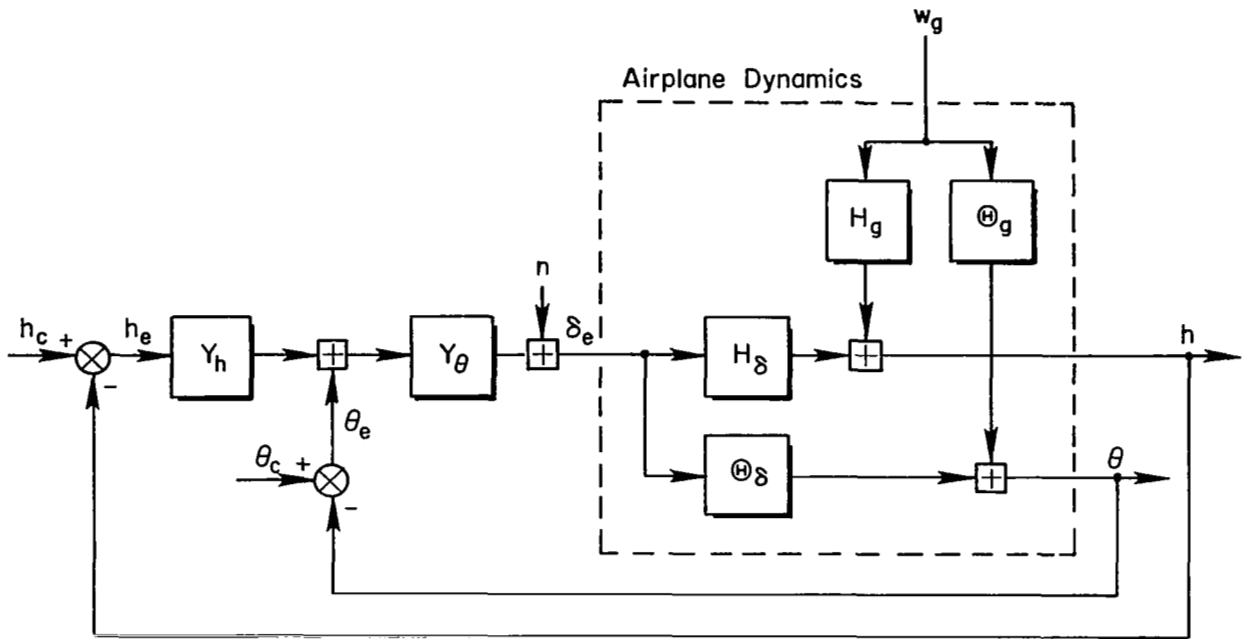 w_g
Airplane Dynamics
H_g
Θ_g
n
h_c + h_e Y_h + Y_θ + δ_e H_δ + h
-
θ_e
θ_c + Θ_δ + θ
-